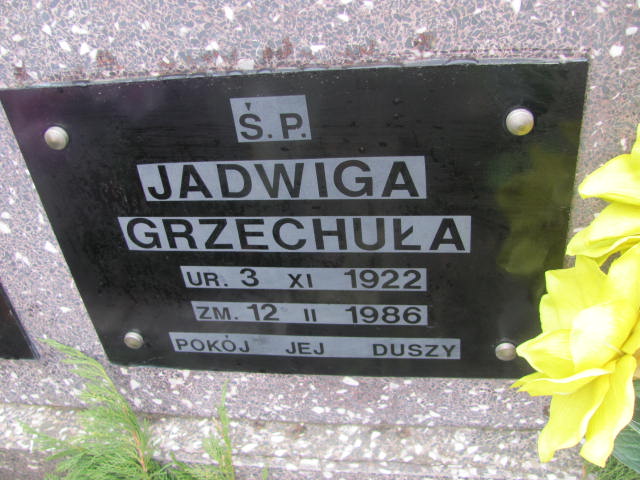 Ś.P.
JADWIGA
GRZECHUŁA
UR. 3 XI 1922
ZM. 12 II 1986
POKÓJ JEJ DUSZY